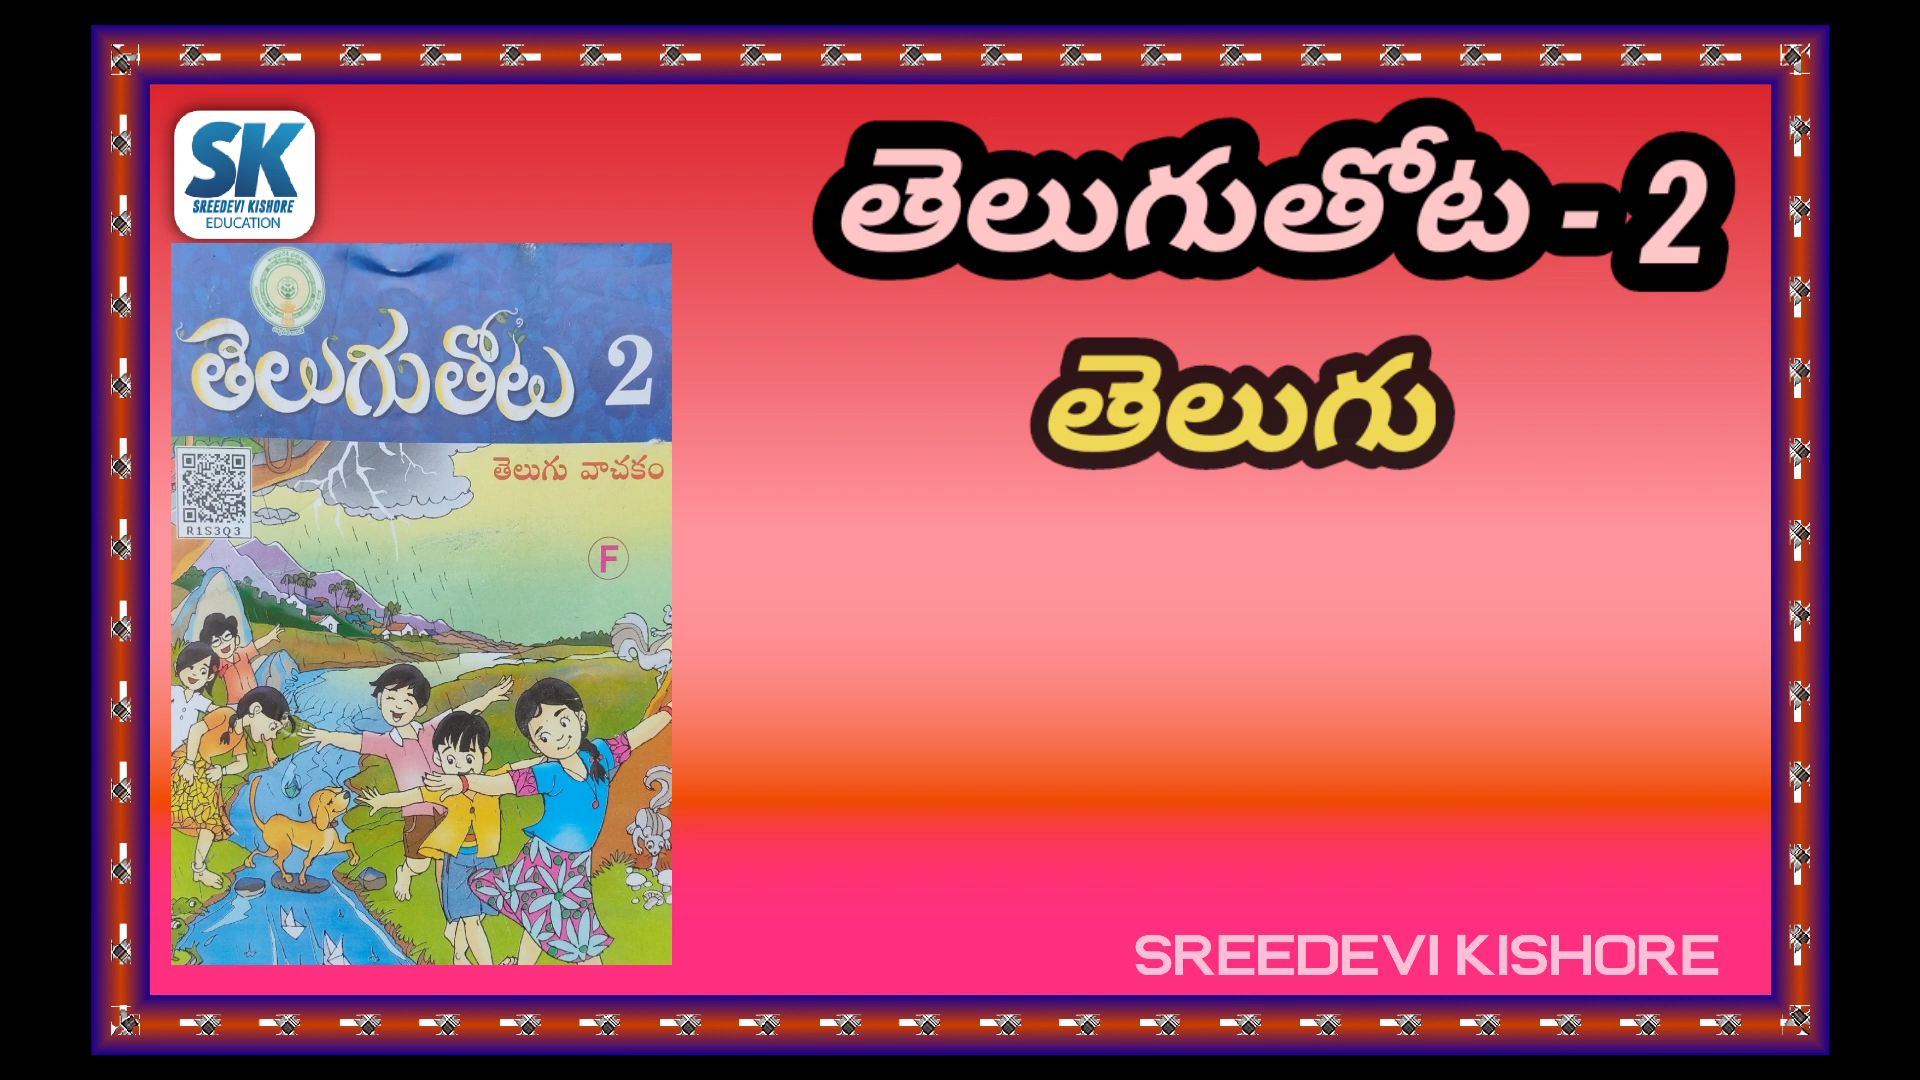 SK
SREEDEVI KISHORE
EDUCATION
తెలుగుతోట - 2
తెలుగు
తెలుగుతోట 2
తెలుగు వాచకం
R1S3Q3
F
SREEDEVI KISHORE